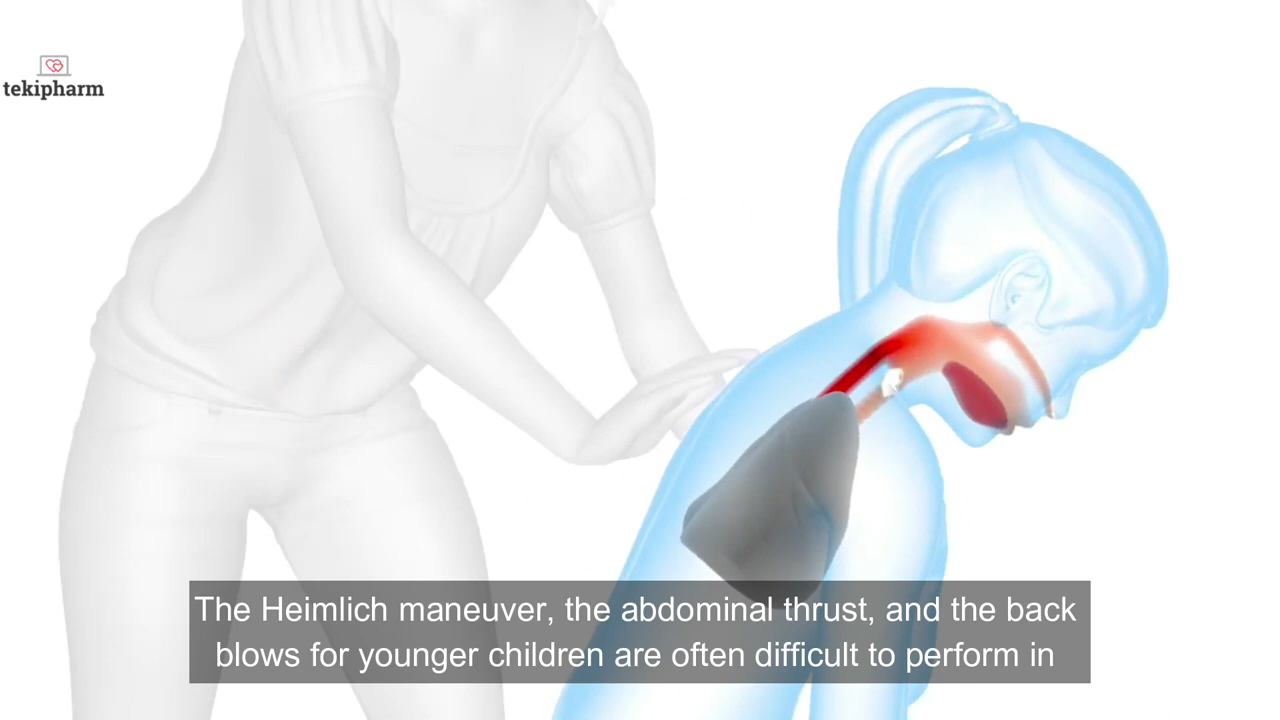 tekipharm
The Heimlich maneuver, the abdominal thrust, and the back
blows for younger children are often difficult to perform in